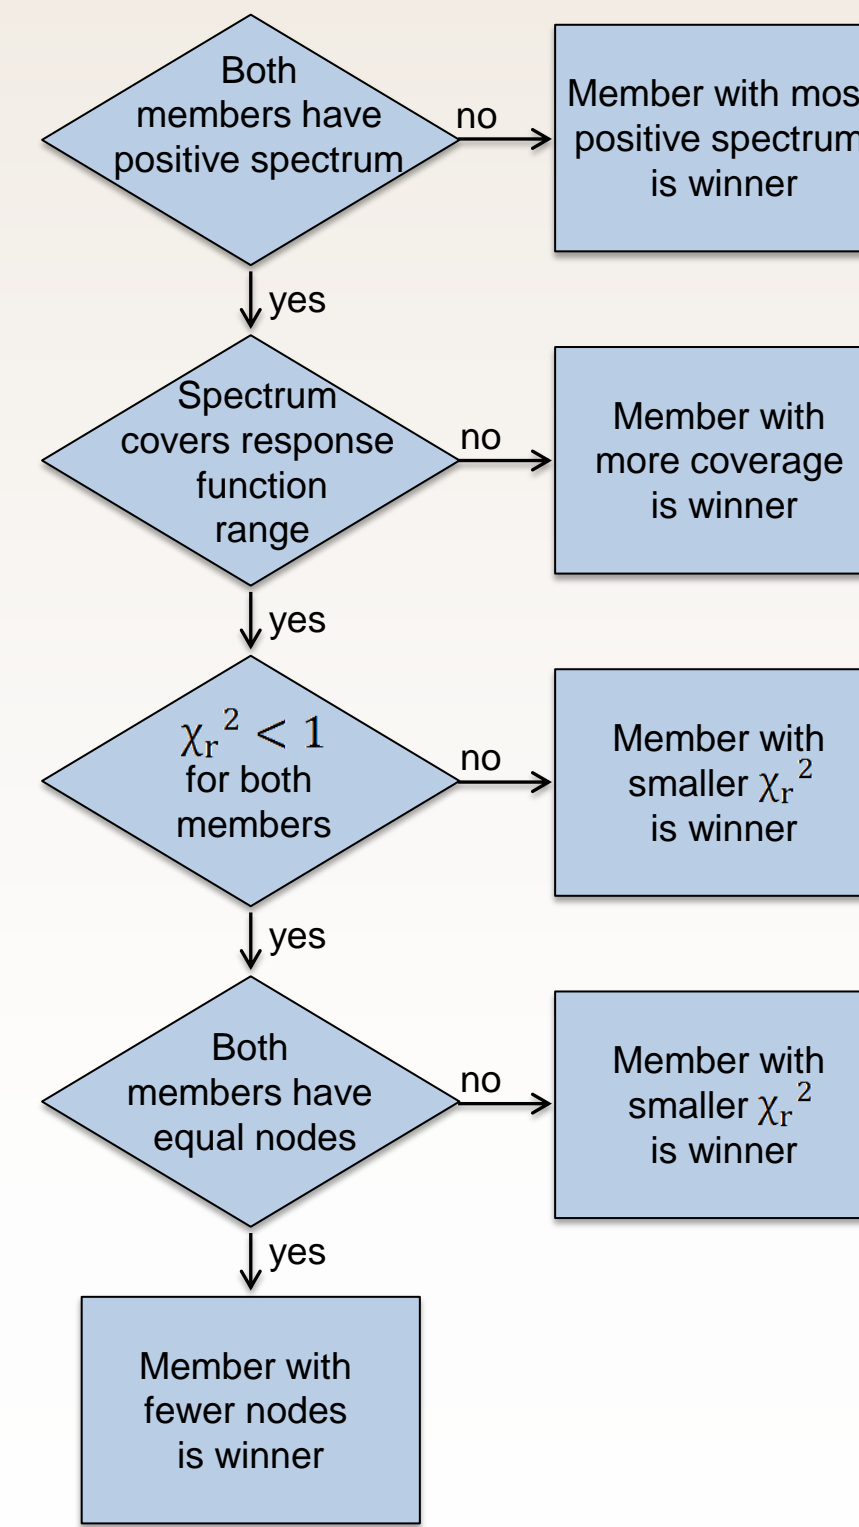 Both
members have
positive spectrum
no
Member with mos
positive spectrum
is winner
yes
Spectrum
covers response
function
range
no
Member with
more coverage
is winner
yes
χᵣ² < 1
for both
members
no
Member with
smaller χᵣ²
is winner
yes
Both
members have
equal nodes
no
Member with
smaller χᵣ²
is winner
yes
Member with
fewer nodes
is winner